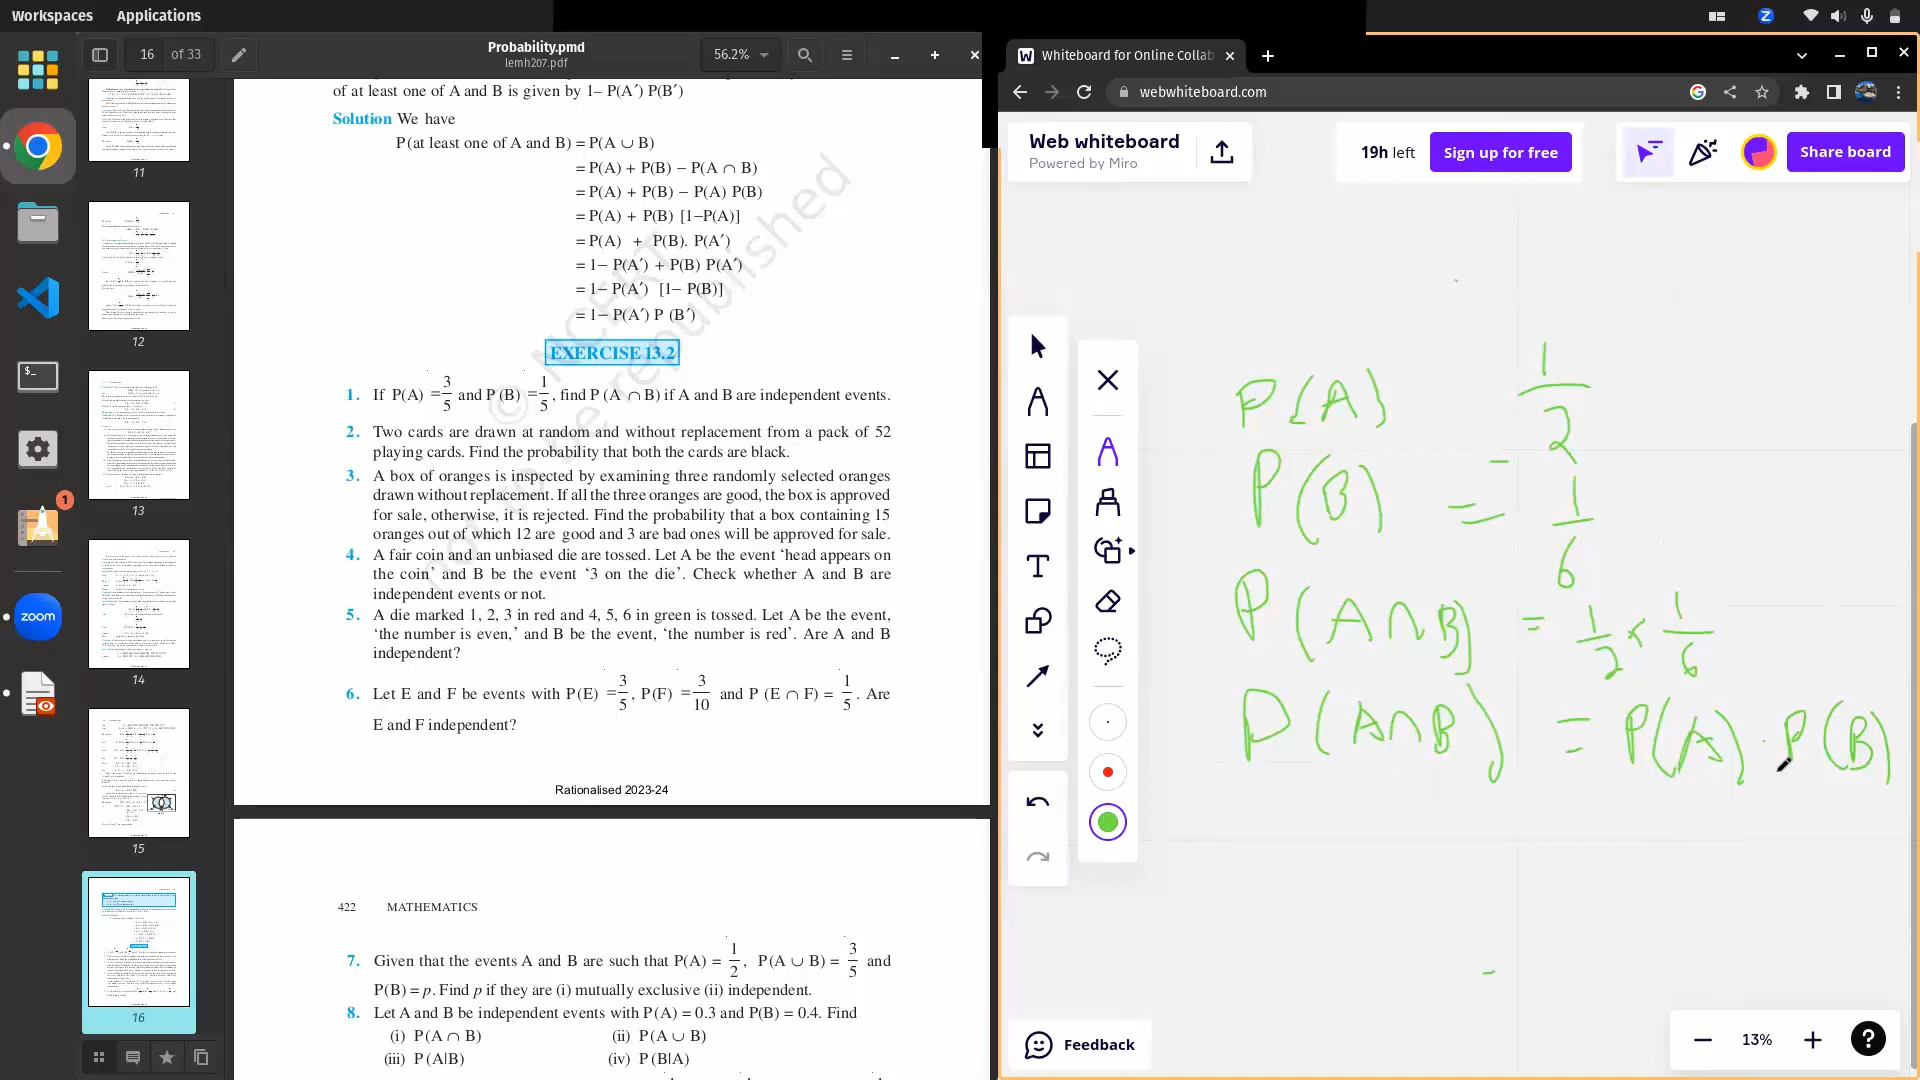 Workspaces Applications
16 of 33
Probability.pmd
lemh207.pdf
56.2%
11
12
13
14
15
16
of at least one of A and B is given by 1– P(A′) P(B′)
Solution We have
P(at least one of A and B) = P(A ∪ B)
= P(A) + P(B) − P(A ∩ B)
= P(A) + P(B) − P(A) P(B)
= P(A) + P(B) [1−P(A)]
= P(A) + P(B). P(A′)
= 1− P(A′) + P(B) P(A′)
= 1− P(A′) [1− P(B)]
= 1− P(A′) P (B′)
© NCERT
not to be republished
EXERCISE 13.2
1. If P(A) = 3/5 and P (B) = 1/5, find P (A ∩ B) if A and B are independent events.
2. Two cards are drawn at random and without replacement from a pack of 52
playing cards. Find the probability that both the cards are black.
3. A box of oranges is inspected by examining three randomly selected oranges
drawn without replacement. If all the three oranges are good, the box is approved
for sale, otherwise, it is rejected. Find the probability that a box containing 15
oranges out of which 12 are good and 3 are bad ones will be approved for sale.
4. A fair coin and an unbiased die are tossed. Let A be the event ‘head appears on
the coin’ and B be the event ‘3 on the die’. Check whether A and B are
independent events or not.
5. A die marked 1, 2, 3 in red and 4, 5, 6 in green is tossed. Let A be the event,
‘the number is even,’ and B be the event, ‘the number is red’. Are A and B
independent?
6. Let E and F be events with P(E) = 3/5, P(F) = 3/10 and P (E ∩ F) = 1/5. Are
E and F independent?
Rationalised 2023-24
422 MATHEMATICS
7. Given that the events A and B are such that P(A) = 1/2, P(A ∪ B) = 3/5 and
P(B) = p. Find p if they are (i) mutually exclusive (ii) independent.
8. Let A and B be independent events with P(A) = 0.3 and P(B) = 0.4. Find
(i) P(A ∩ B) (ii) P(A ∪ B)
(iii) P (A|B) (iv) P (B|A)
1
zoom
Whiteboard for Online Collab
webwhiteboard.com
Web whiteboard
Powered by Miro
19h left
Sign up for free
Share board
P(A) 1/2
P(B) = 1/6
P(A∩B) = 1/2 × 1/6
P(A∩B) = P(A) · P(B)
Feedback
13%